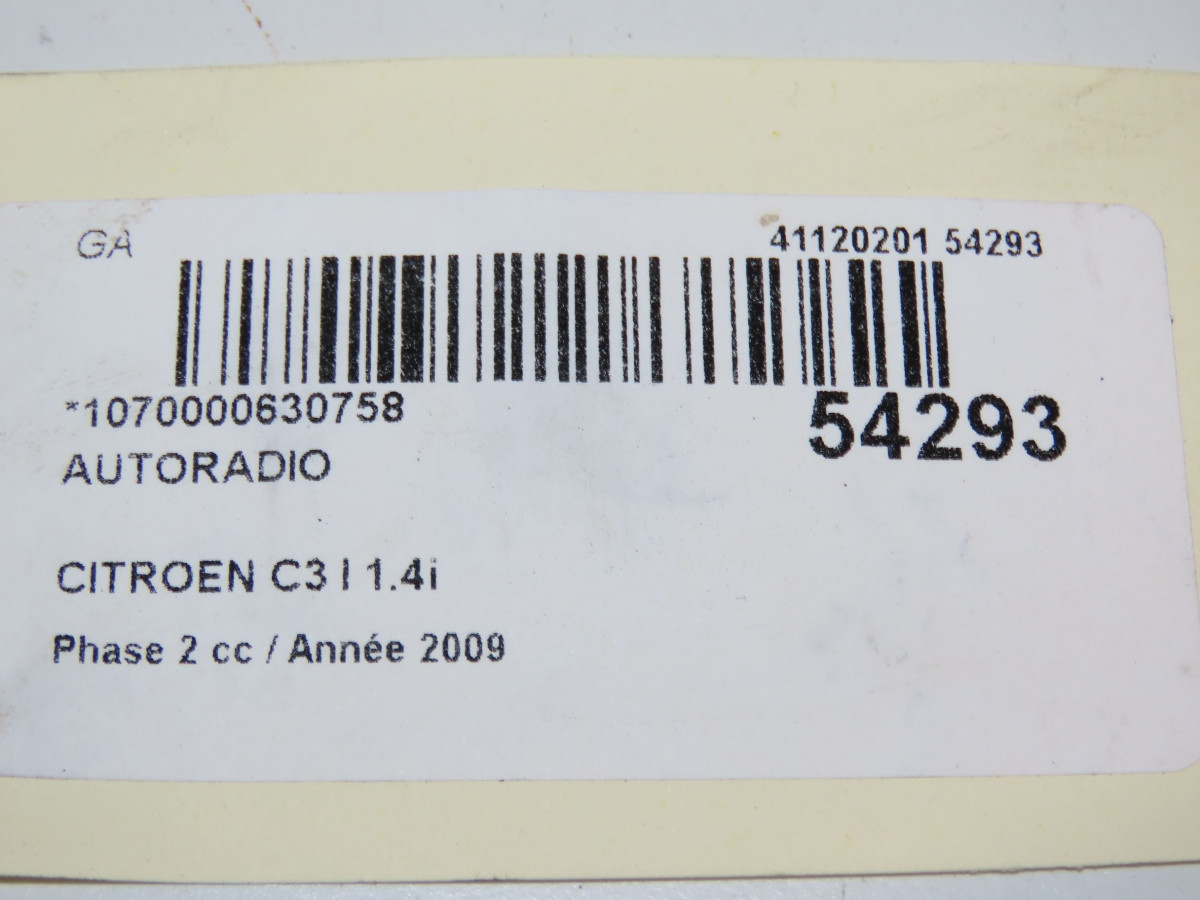 GA
41120201 54293
*1070000630758
54293
AUTORADIO
CITROEN C3 I 1.4i
Phase 2 cc / Année 2009